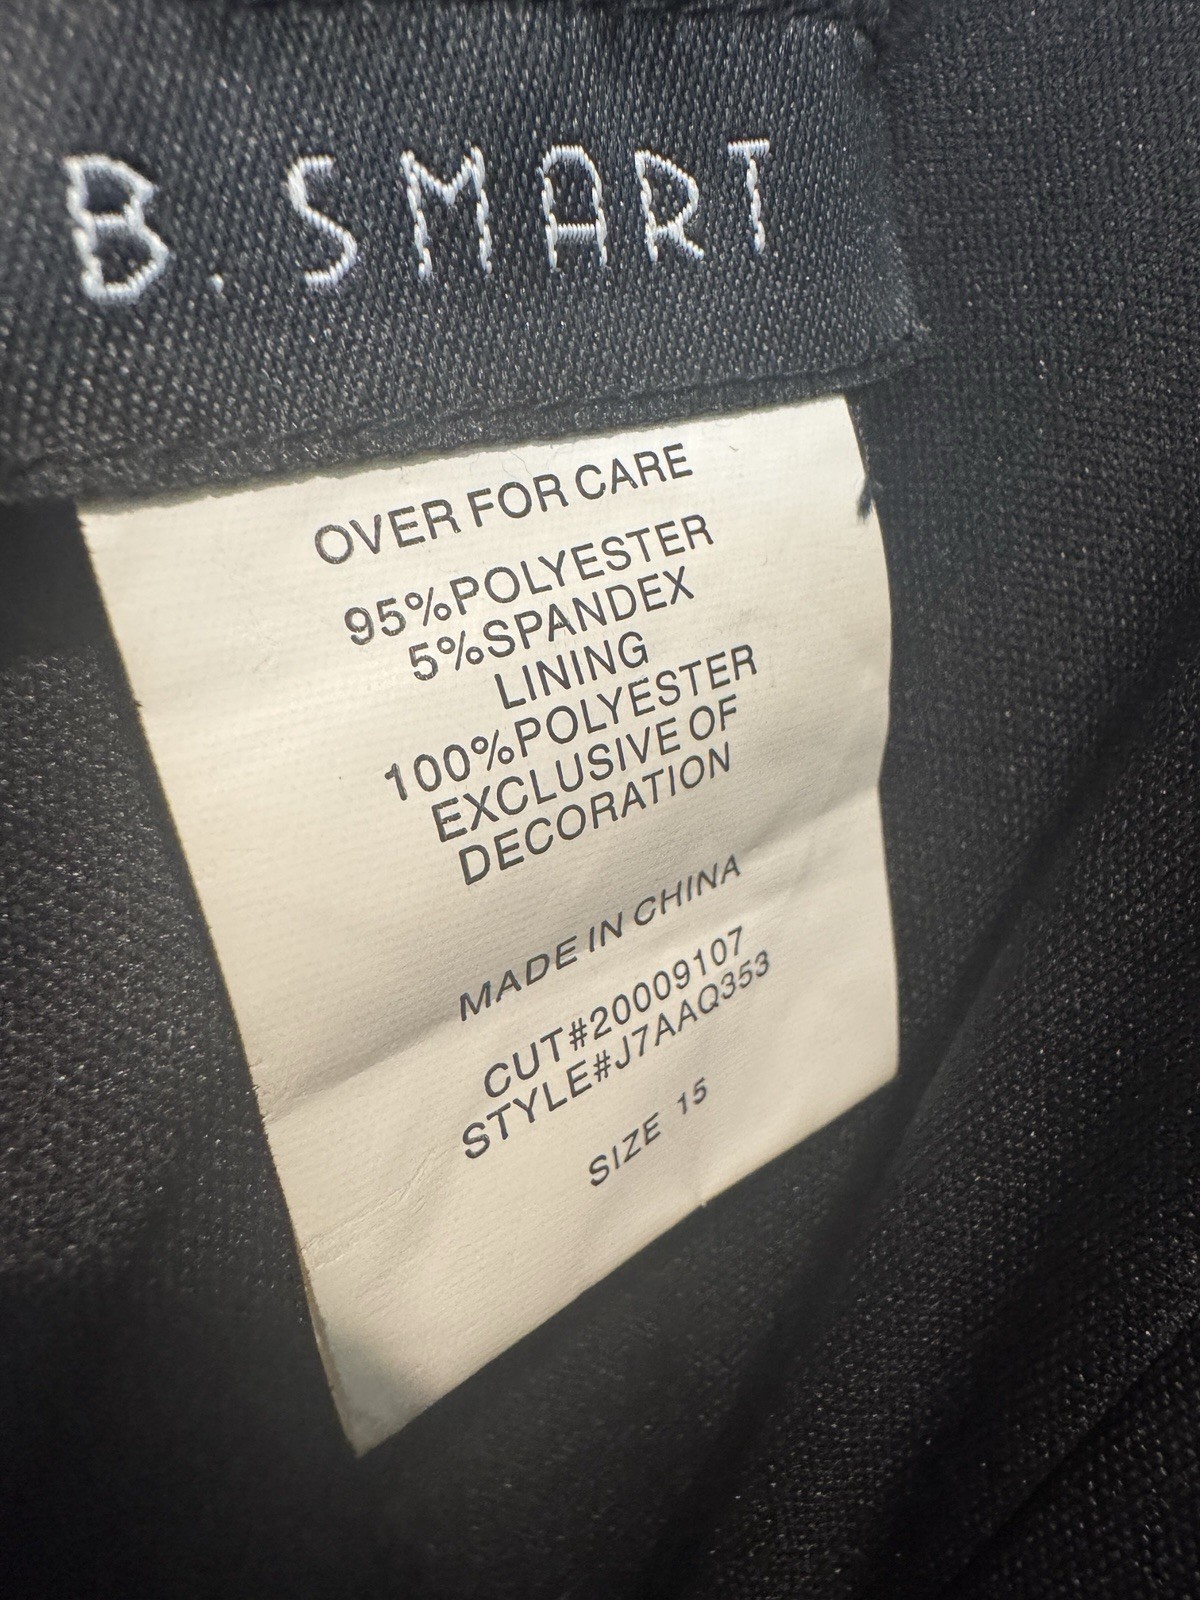 B. SMART
OVER FOR CARE
95%POLYESTER
5%SPANDEX
LINING
100%POLYESTER
EXCLUSIVE OF
DECORATION
MADE IN CHINA
CUT#20009107
STYLE#J7AAQ353
SIZE 15